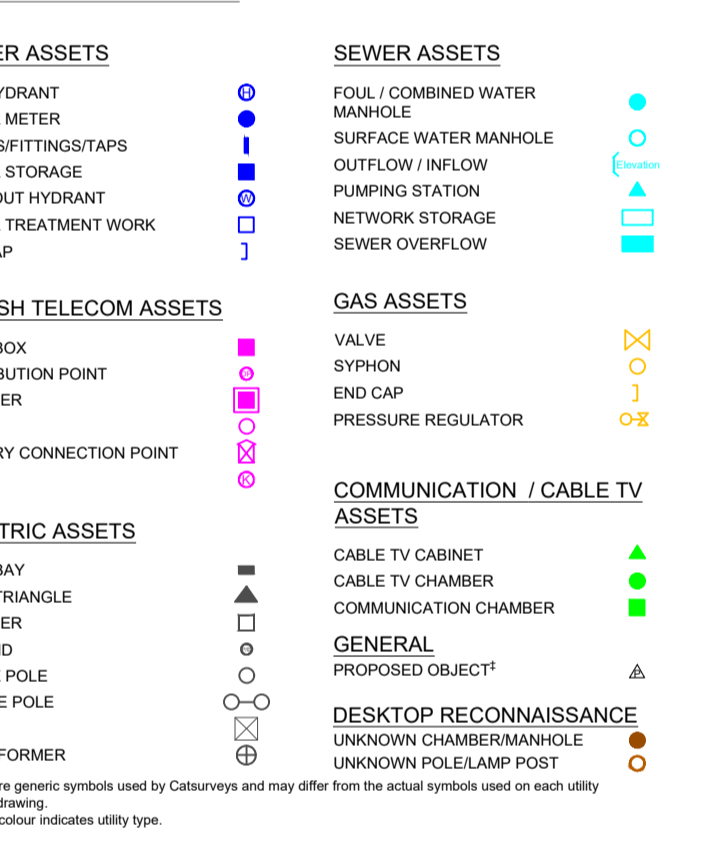 ER ASSETS
YDRANT
METER
S/FITTINGS/TAPS
STORAGE
OUT HYDRANT
TREATMENT WORK
AP
SH TELECOM ASSETS
BOX
BUTION POINT
ER
RY CONNECTION POINT
TRIC ASSETS
BAY
TRIANGLE
ER
ID
POLE
E POLE
FORMER
H
W
]
K
SEWER ASSETS
FOUL / COMBINED WATER
MANHOLE
SURFACE WATER MANHOLE
OUTFLOW / INFLOW
Elevation
PUMPING STATION
NETWORK STORAGE
SEWER OVERFLOW
GAS ASSETS
VALVE
SYPHON
END CAP
]
PRESSURE REGULATOR
COMMUNICATION / CABLE TV
ASSETS
CABLE TV CABINET
CABLE TV CHAMBER
COMMUNICATION CHAMBER
GENERAL
PROPOSED OBJECT‡
P
DESKTOP RECONNAISSANCE
UNKNOWN CHAMBER/MANHOLE
UNKNOWN POLE/LAMP POST
re generic symbols used by Catsurveys and may differ from the actual symbols used on each utility
drawing.
colour indicates utility type.